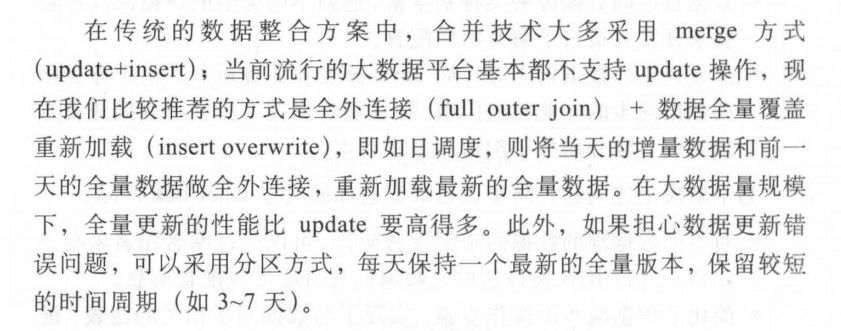 在传统的数据整合方案中，合并技术大多采用 merge 方式
(update+insert)；当前流行的大数据平台基本都不支持 update 操作，现
在我们比较推荐的方式是全外连接（full outer join）+ 数据全量覆盖
重新加载（insert overwrite），即如日调度，则将当天的增量数据和前一
天的全量数据做全外连接，重新加载最新的全量数据。在大数据量规模
下，全量更新的性能比 update 要高得多。此外，如果担心数据更新错
误问题，可以采用分区方式，每天保持一个最新的全量版本，保留较短
的时间周期（如 3~7 天）。